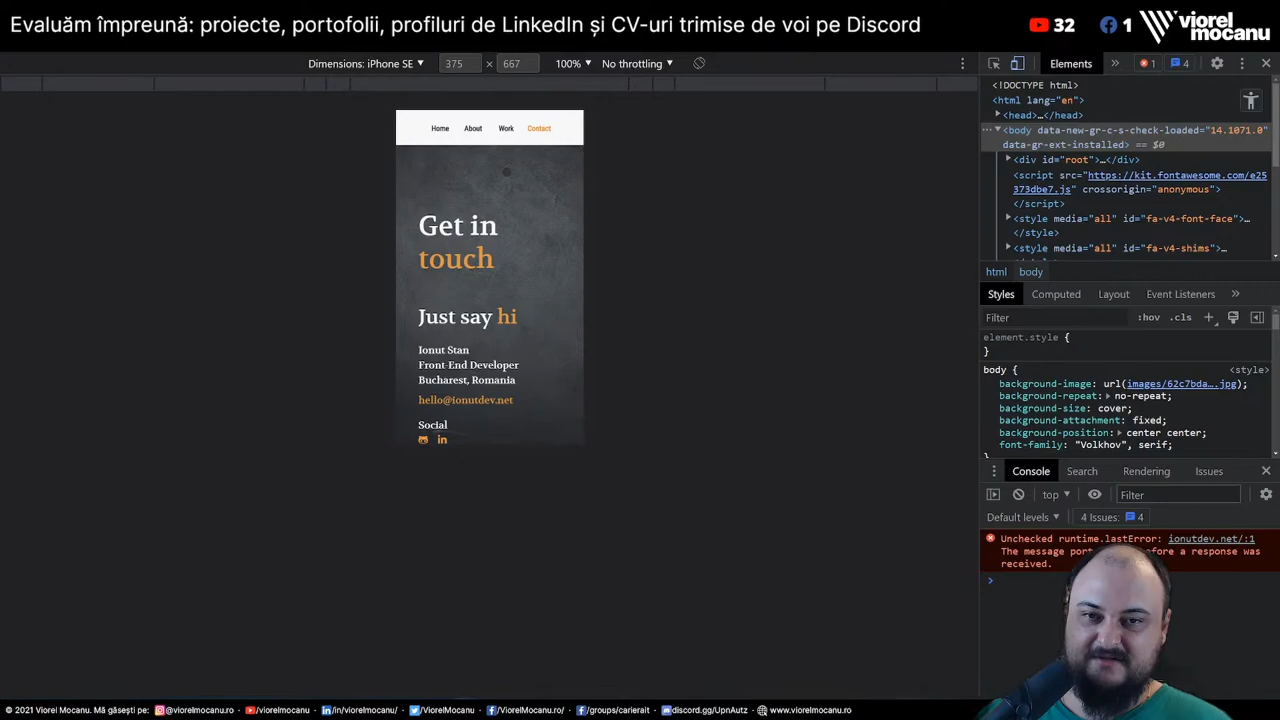 Evaluăm împreună: proiecte, portofolii, profiluri de LinkedIn și CV-uri trimise de voi pe Discord
32
1
viorel mocanu
Dimensions: iPhone SE
375 × 667
100%
No throttling
Elements
1
4
Home About Work Contact
Get in
touch
Just say hi
Ionut Stan
Front-End Developer
Bucharest, Romania
hello@ionutdev.net
Social
<!DOCTYPE html>
<html lang="en">
<head>…</head>
<body data-new-gr-c-s-check-loaded="14.1071.0"
data-gr-ext-installed> == $0
<div id="root">…</div>
<script src="https://kit.fontawesome.com/e25
373dbe7.js" crossorigin="anonymous">
</script>
<style media="all" id="fa-v4-font-face">…
</style>
<style media="all" id="fa-v4-shims">…
html body
Styles Computed Layout Event Listeners
Filter :hov .cls
element.style {
}
body { <style>
background-image: url(images/62c7bda….jpg);
background-repeat: no-repeat;
background-size: cover;
background-attachment: fixed;
background-position: center center;
font-family: "Volkhov", serif;
Console Search Rendering Issues
top Filter
Default levels 4 Issues: 4
Unchecked runtime.lastError: ionutdev.net/:1
The message port before a response was
received.
© 2021 Viorel Mocanu. Mă găsești pe: @viorelmocanu.ro /viorelmocanu /in/viorelmocanu/ /ViorelMocanu /ViorelMocanu.ro/ /groups/carierait discord.gg/UpnAutz www.viorelmocanu.ro